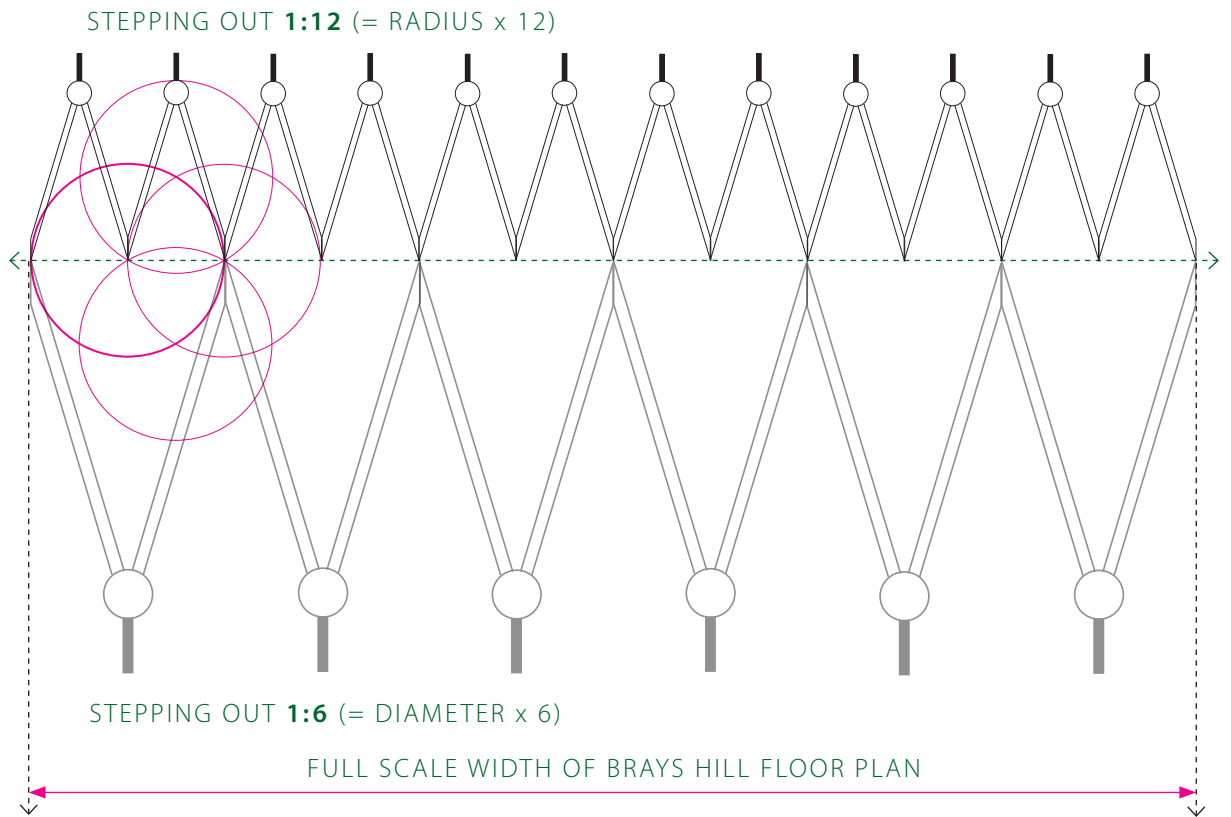 STEPPING OUT 1:12 (= RADIUS x 12)
STEPPING OUT 1:6 (= DIAMETER x 6)
FULL SCALE WIDTH OF BRAYS HILL FLOOR PLAN